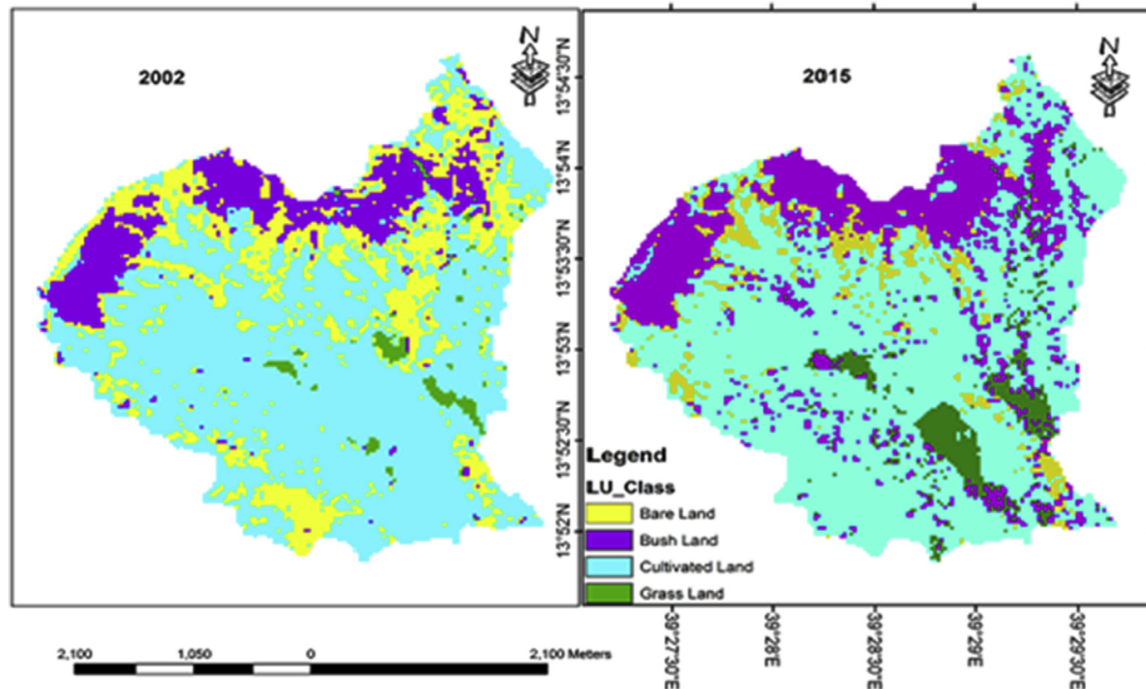 2002
N
2015
N
13°54'30"N
13°54'N
13°53'30"N
13°53'N
13°52'30"N
13°52'N
Legend
LU_Class
Bare Land
Bush Land
Cultivated Land
Grass Land
39°27'30"E
39°28'E
39°28'30"E
39°29'E
39°29'30"E
2,100 1,050 0 2,100 Meters